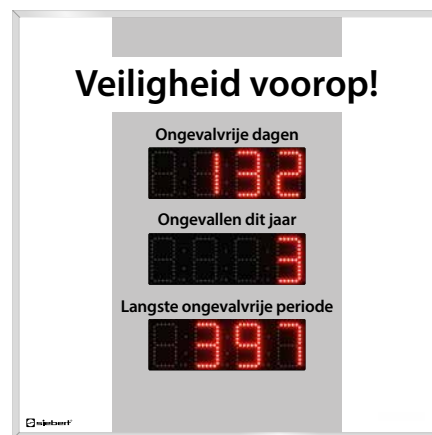 Veiligheid voorop!
Ongevalvrije dagen
132
Ongevallen dit jaar
3
Langste ongevalvrije periode
397
siebert